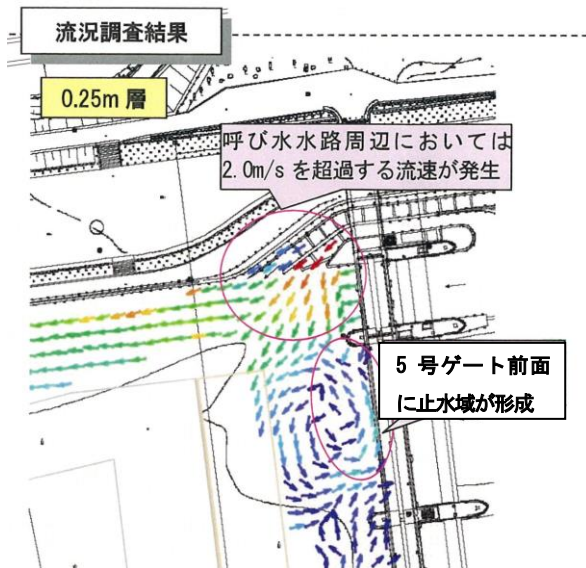 流況調査結果
0.25m 層
呼び水水路周辺においては
2.0m/s を超過する流速が発生
5 号ゲート前面
に止水域が形成